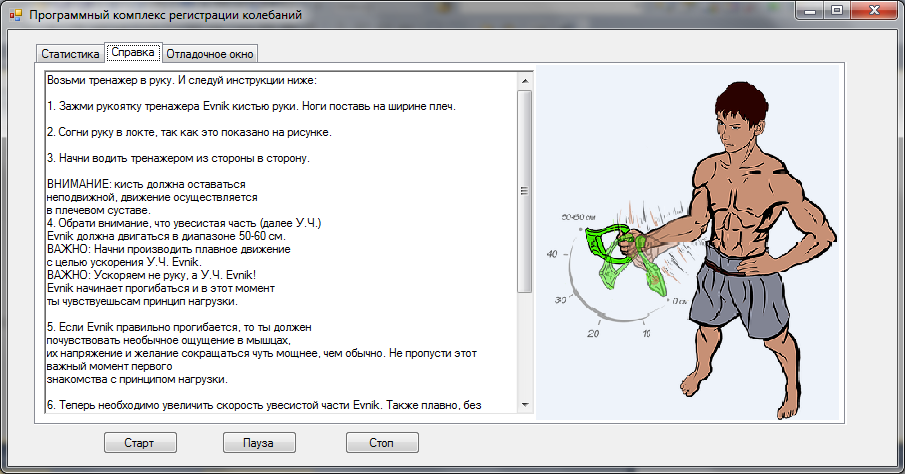 Программный комплекс регистрации колебаний
Статистика Справка Отладочное окно
Возьми тренажер в руку. И следуй инструкции ниже:
1. Зажми рукоятку тренажера Evnik кистью руки. Ноги поставь на ширине плеч.
2. Согни руку в локте, так как это показано на рисунке.
3. Начни водить тренажером из стороны в сторону.
ВНИМАНИЕ: кисть должна оставаться
неподвижной, движение осуществляется
в плечевом суставе.
4. Обрати внимание, что увесистая часть (далее У.Ч.)
Evnik должна двигаться в диапазоне 50-60 см.
ВАЖНО: Начни производить плавное движение
с целью ускорения У.Ч. Evnik.
ВАЖНО: Ускоряем не руку, а У.Ч. Evnik!
Evnik начинает прогибаться и в этот момент
ты чувствуешьсам принцип нагрузки.
5. Если Evnik правильно прогибается, то ты должен
почувствовать необычное ощущение в мышцах,
их напряжение и желание сокращаться чуть мощнее, чем обычно. Не пропусти этот
важный момент первого
знакомства с принципом нагрузки.
6. Теперь необходимо увеличить скорость увесистой части Evnik. Также плавно, без
50-60 см
40
30
20
10
0 см
Старт Пауза Стоп